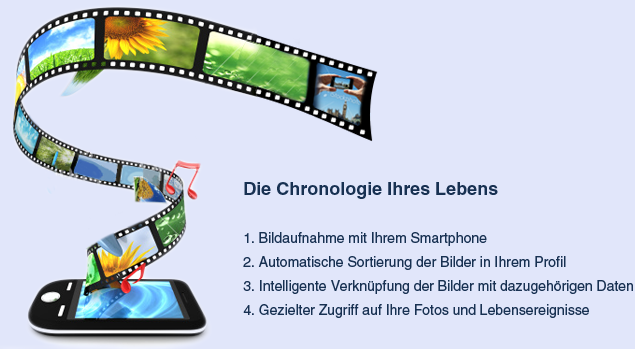 Die Chronologie Ihres Lebens
1. Bildaufnahme mit Ihrem Smartphone
2. Automatische Sortierung der Bilder in Ihrem Profil
3. Intelligente Verknüpfung der Bilder mit dazugehörigen Daten
4. Gezielter Zugriff auf Ihre Fotos und Lebensereignisse